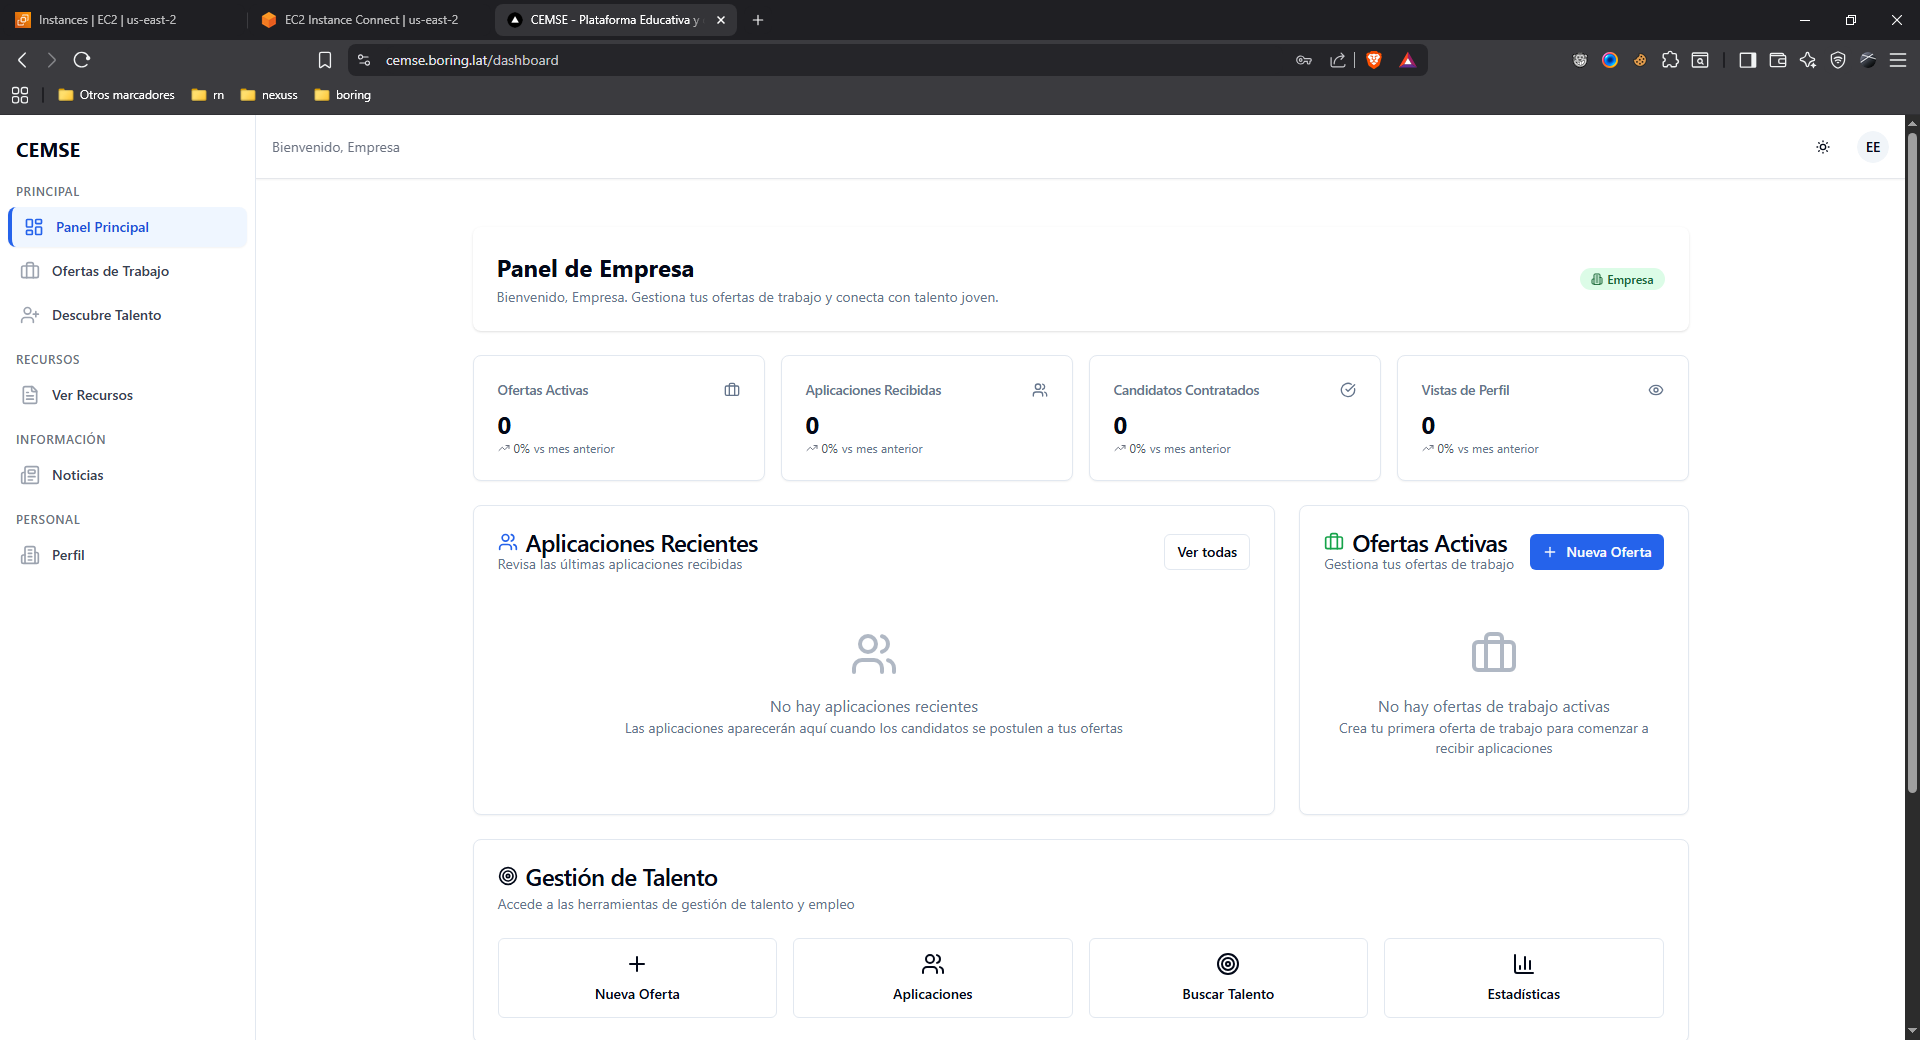 Instances | EC2 | us-east-2
EC2 Instance Connect | us-east-2
CEMSE - Plataforma Educativa y
cemse.boring.lat/dashboard
Otros marcadores
rn
nexuss
boring
CEMSE
Bienvenido, Empresa
EE
PRINCIPAL
Panel Principal
Ofertas de Trabajo
Descubre Talento
RECURSOS
Ver Recursos
INFORMACIÓN
Noticias
PERSONAL
Perfil
Panel de Empresa
Bienvenido, Empresa. Gestiona tus ofertas de trabajo y conecta con talento joven.
Empresa
Ofertas Activas
0
0% vs mes anterior
Aplicaciones Recibidas
0
0% vs mes anterior
Candidatos Contratados
0
0% vs mes anterior
Vistas de Perfil
0
0% vs mes anterior
Aplicaciones Recientes
Revisa las últimas aplicaciones recibidas
Ver todas
No hay aplicaciones recientes
Las aplicaciones aparecerán aquí cuando los candidatos se postulen a tus ofertas
Ofertas Activas
Gestiona tus ofertas de trabajo
Nueva Oferta
No hay ofertas de trabajo activas
Crea tu primera oferta de trabajo para comenzar a
recibir aplicaciones
Gestión de Talento
Accede a las herramientas de gestión de talento y empleo
Nueva Oferta
Aplicaciones
Buscar Talento
Estadísticas